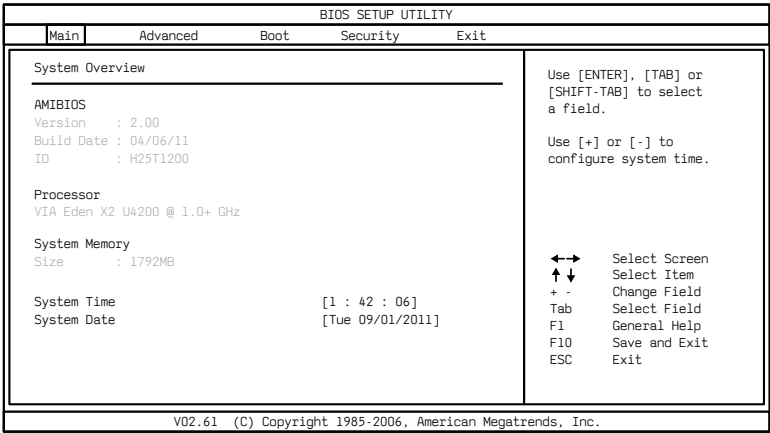 BIOS SETUP UTILITY
Main Advanced Boot Security Exit
System Overview
AMIBIOS
Version : 2.00
Build Date : 04/06/11
ID : H25T1200
Processor
VIA Eden X2 U4200 @ 1.0+ GHz
System Memory
Size : 1792MB
System Time [1 : 42 : 06]
System Date [Tue 09/01/2011]
Use [ENTER], [TAB] or
[SHIFT-TAB] to select
a field.
Use [+] or [-] to
configure system time.
←→ Select Screen
↑↓ Select Item
+ - Change Field
Tab Select Field
F1 General Help
F10 Save and Exit
ESC Exit
V02.61 (C) Copyright 1985-2006, American Megatrends, Inc.